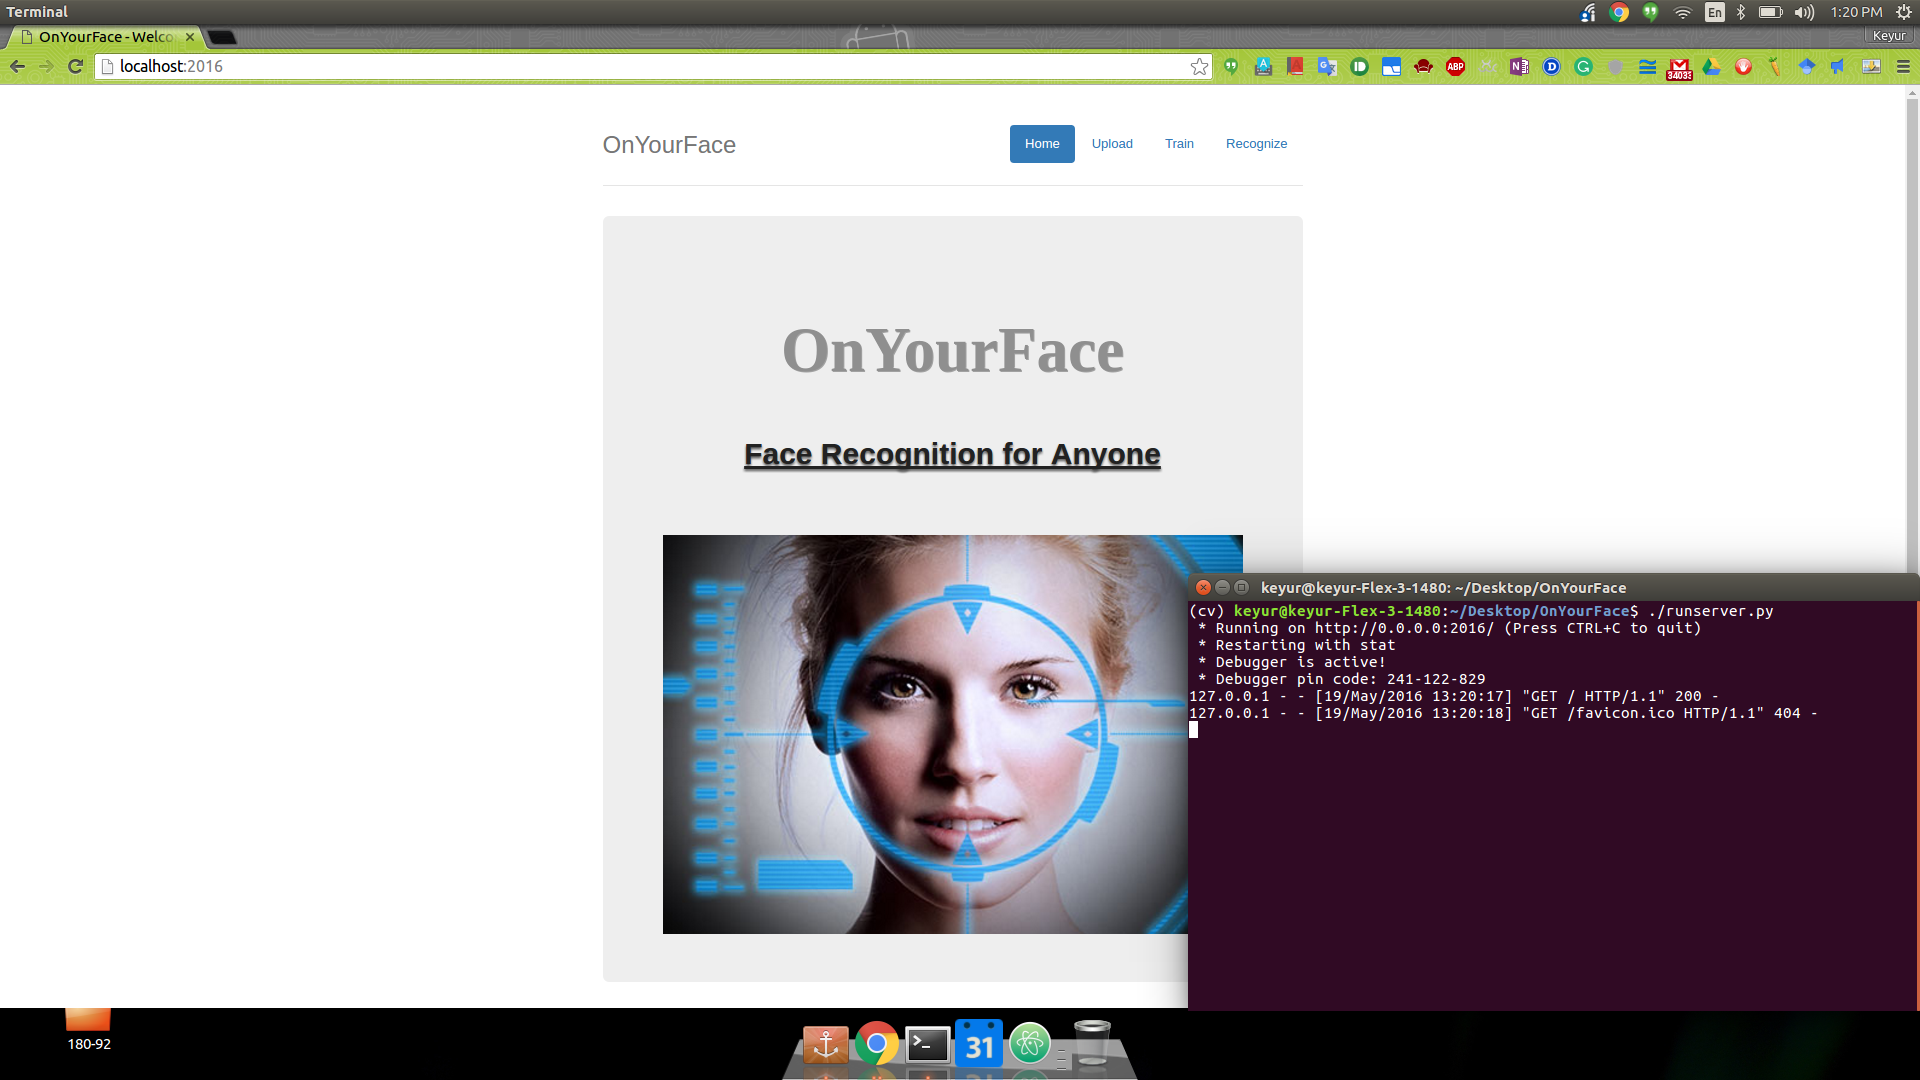 Terminal
En
1:20 PM
OnYourFace - Welco
Keyur
localhost:2016
ABP
34033
OnYourFace
Home
Upload
Train
Recognize
OnYourFace
Face Recognition for Anyone
keyur@keyur-Flex-3-1480: ~/Desktop/OnYourFace
(cv) keyur@keyur-Flex-3-1480:~/Desktop/OnYourFace$ ./runserver.py
* Running on http://0.0.0.0:2016/ (Press CTRL+C to quit)
* Restarting with stat
* Debugger is active!
* Debugger pin code: 241-122-829
127.0.0.1 - - [19/May/2016 13:20:17] "GET / HTTP/1.1" 200 -
127.0.0.1 - - [19/May/2016 13:20:18] "GET /favicon.ico HTTP/1.1" 404 -
180-92
31